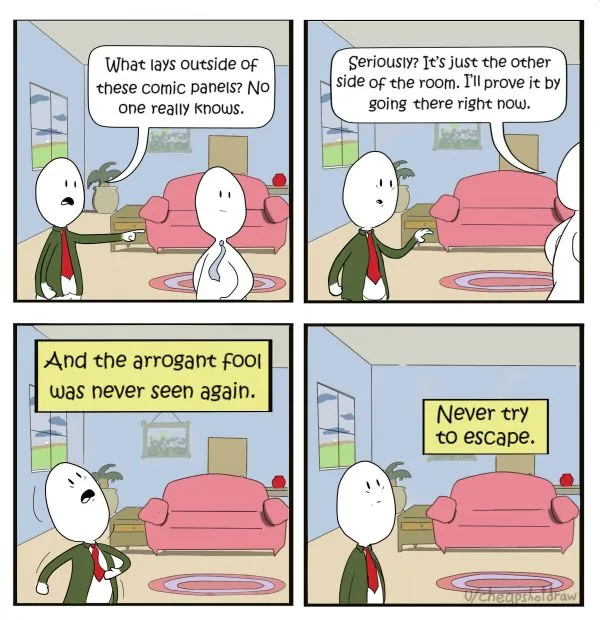 What lays outside of
these comic panels? No
one really knows.
Seriously? It's just the other
side of the room. I'll prove it by
going there right now.
And the arrogant fool
was never seen again.
Never try
to escape.
u/cheapsholdraw